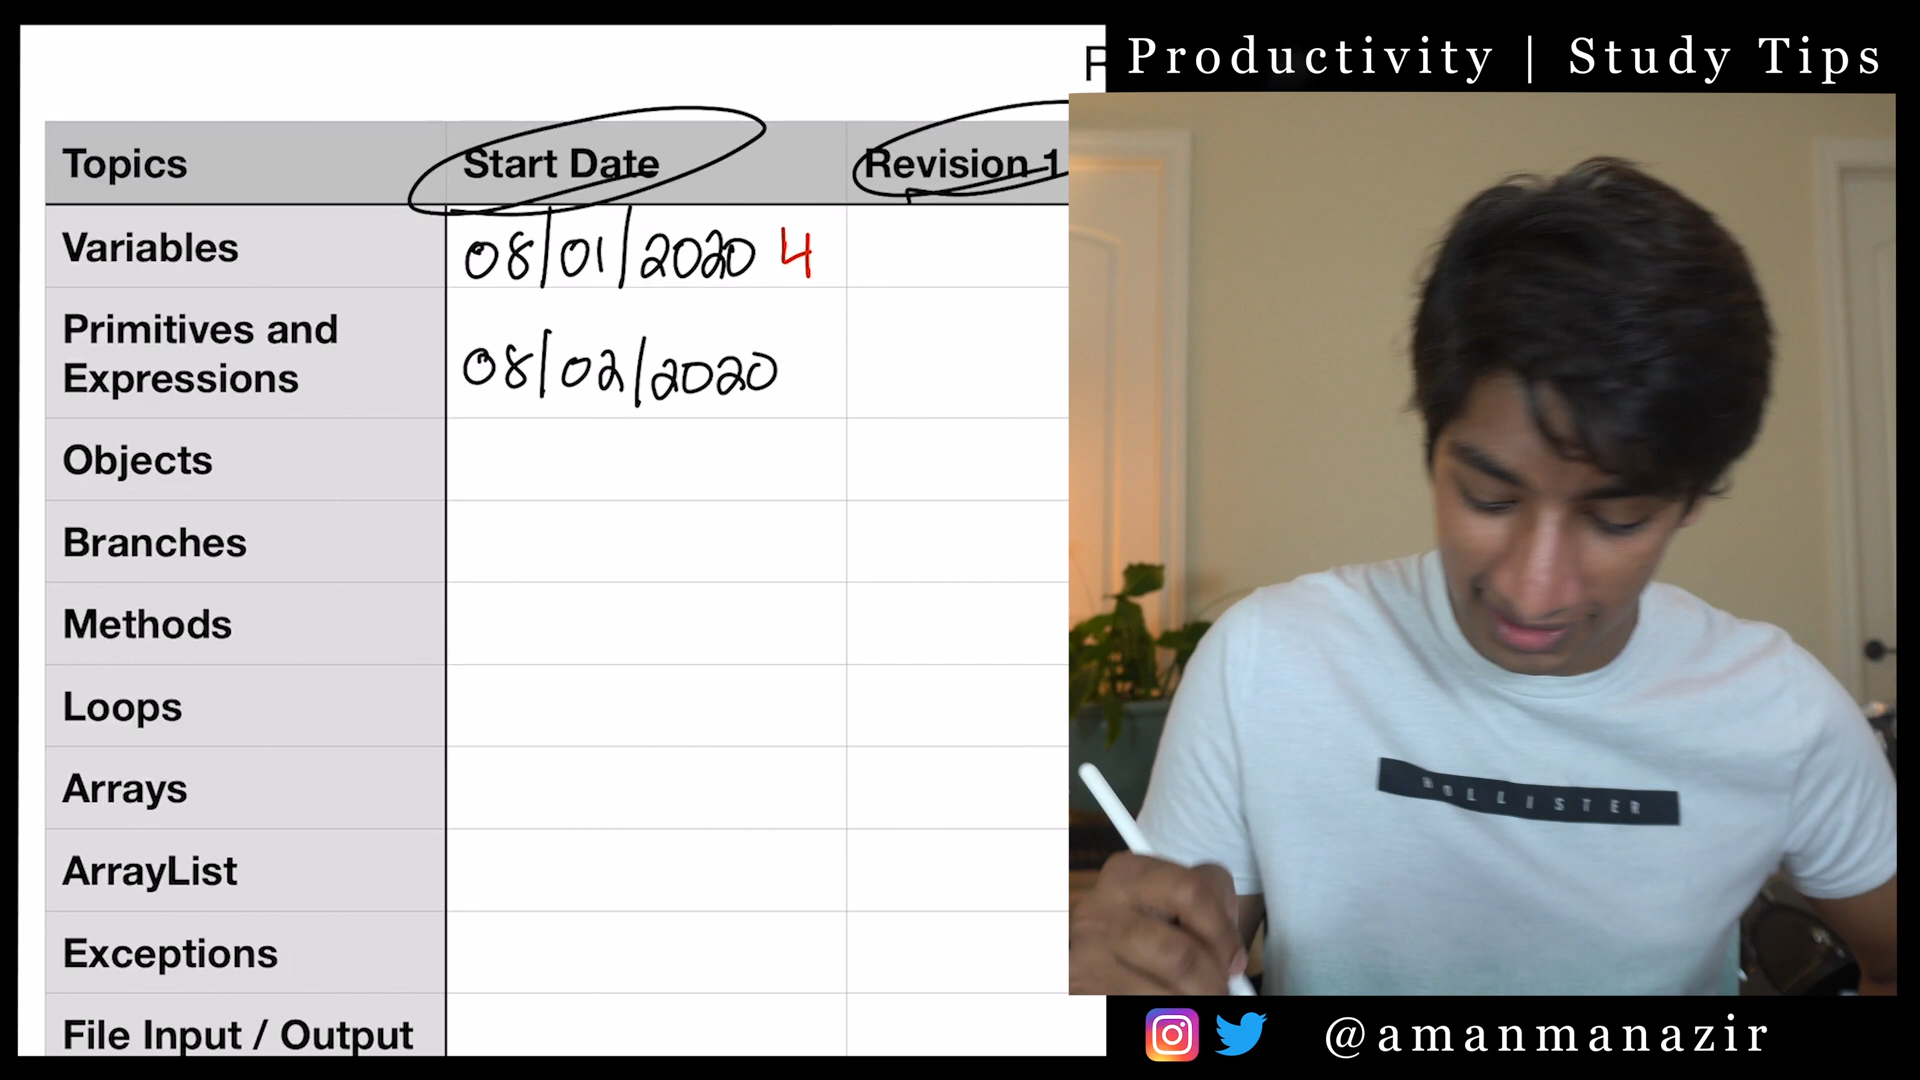 Productivity | Study Tips
Topics Start Date Revision 1
Variables 08/01/2020 4
Primitives and
Expressions 08/02/2020
Objects
Branches
Methods
Loops
Arrays
ArrayList
Exceptions
File Input / Output
HOLLISTER
@amanmanazir